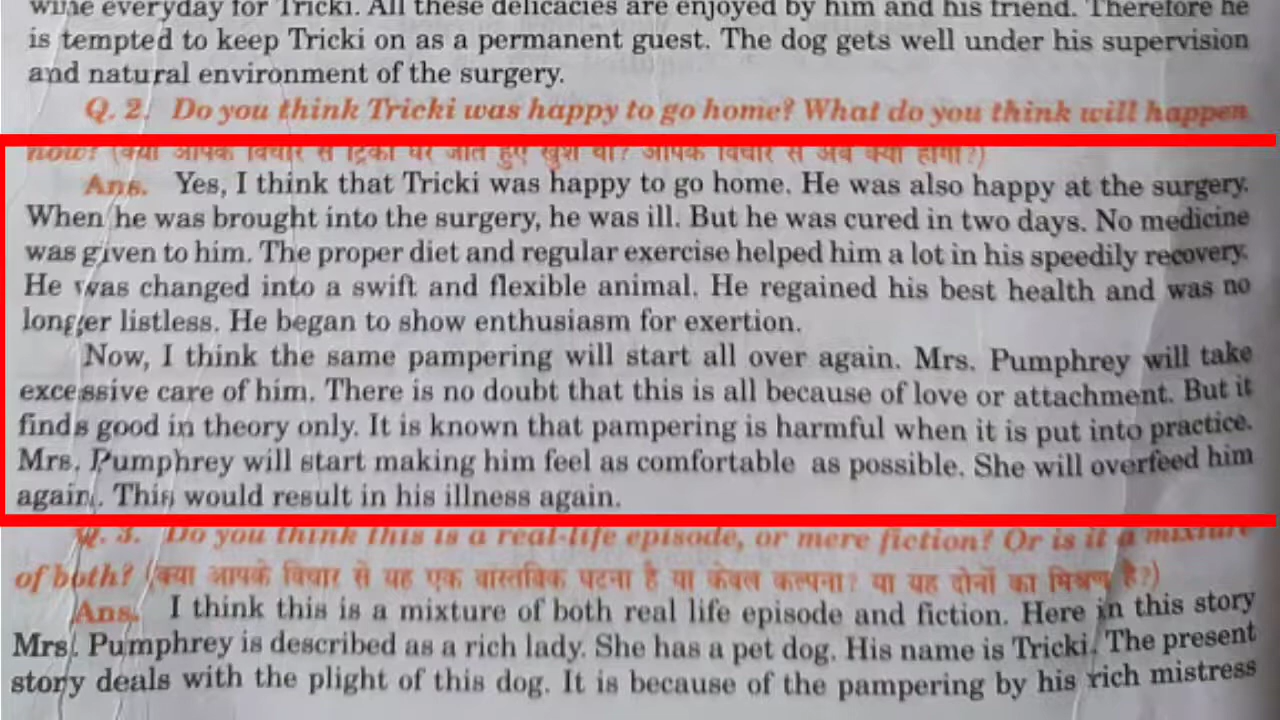 wine everyday for Tricki. All these delicacies are enjoyed by him and his friend. Therefore he
is tempted to keep Tricki on as a permanent guest. The dog gets well under his supervision
and natural environment of the surgery.
Q. 2. Do you think Tricki was happy to go home? What do you think will happen
now? (क्या आपके विचार से ट्रिकी घर जाते हुए खुश था? आपके विचार से अब क्या होगा?)
Ans. Yes, I think that Tricki was happy to go home. He was also happy at the surgery.
When he was brought into the surgery, he was ill. But he was cured in two days. No medicine
was given to him. The proper diet and regular exercise helped him a lot in his speedily recovery.
He was changed into a swift and flexible animal. He regained his best health and was no
longer listless. He began to show enthusiasm for exertion.
Now, I think the same pampering will start all over again. Mrs. Pumphrey will take
excessive care of him. There is no doubt that this is all because of love or attachment. But it
finds good in theory only. It is known that pampering is harmful when it is put into practice.
Mrs. Pumphrey will start making him feel as comfortable as possible. She will overfeed him
again. This would result in his illness again.
Q. 3. Do you think this is a real-life episode, or mere fiction? Or is it a mixture
of both? (क्या आपके विचार से यह एक वास्तविक घटना है या केवल कल्पना? या यह दोनों का मिश्रण है?)
Ans. I think this is a mixture of both real life episode and fiction. Here in this story
Mrs. Pumphrey is described as a rich lady. She has a pet dog. His name is Tricki. The present
story deals with the plight of this dog. It is because of the pampering by his rich mistress